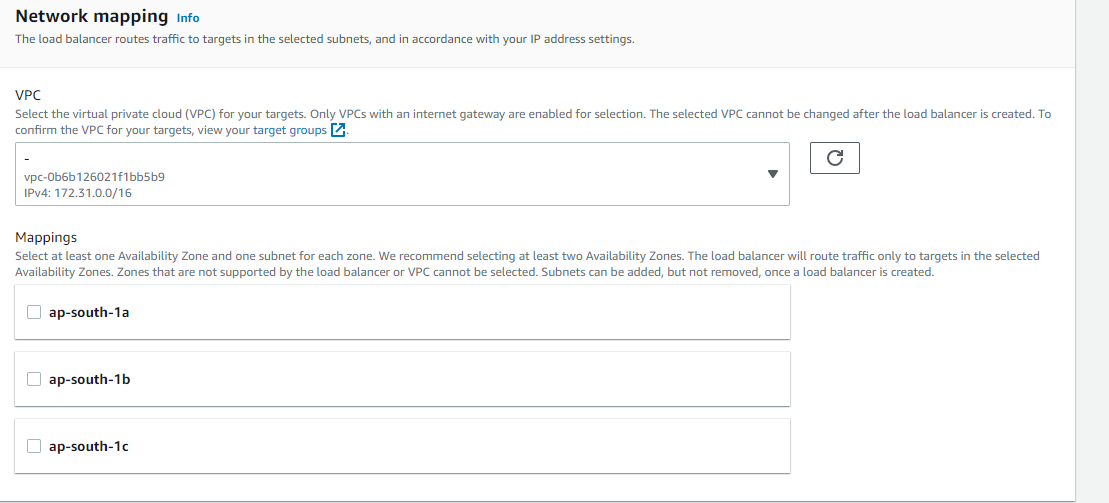 Network mapping Info
The load balancer routes traffic to targets in the selected subnets, and in accordance with your IP address settings.
VPC
Select the virtual private cloud (VPC) for your targets. Only VPCs with an internet gateway are enabled for selection. The selected VPC cannot be changed after the load balancer is created. To
confirm the VPC for your targets, view your target groups.
-
vpc-0b6b126021f1bb5b9
IPv4: 172.31.0.0/16
Mappings
Select at least one Availability Zone and one subnet for each zone. We recommend selecting at least two Availability Zones. The load balancer will route traffic only to targets in the selected
Availability Zones. Zones that are not supported by the load balancer or VPC cannot be selected. Subnets can be added, but not removed, once a load balancer is created.
ap-south-1a
ap-south-1b
ap-south-1c